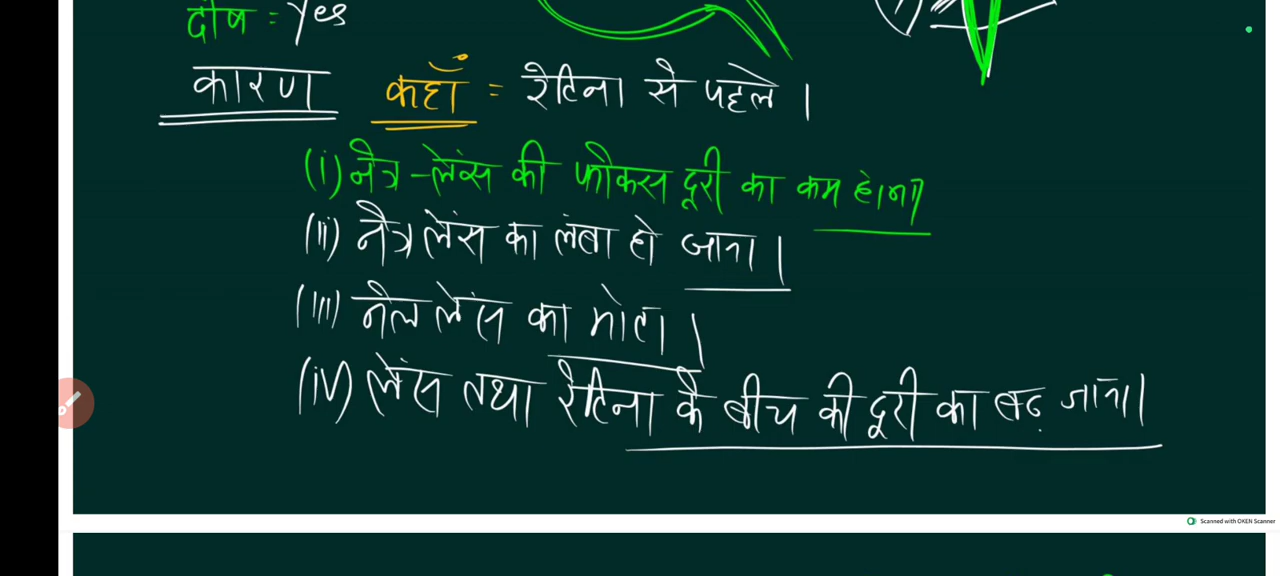 दोष = Yes
कारण कहाँ = रेटिना से पहले।
(i) नेत्र-लेंस की फोकस दूरी का कम होना
(ii) नेत्र लेंस का लंबा हो जाना।
(iii) नेत्र लेंस का मोटा।
(iv) लेंस तथा रेटिना के बीच की दूरी का बढ़ जाना।
Scanned with OKEN Scanner